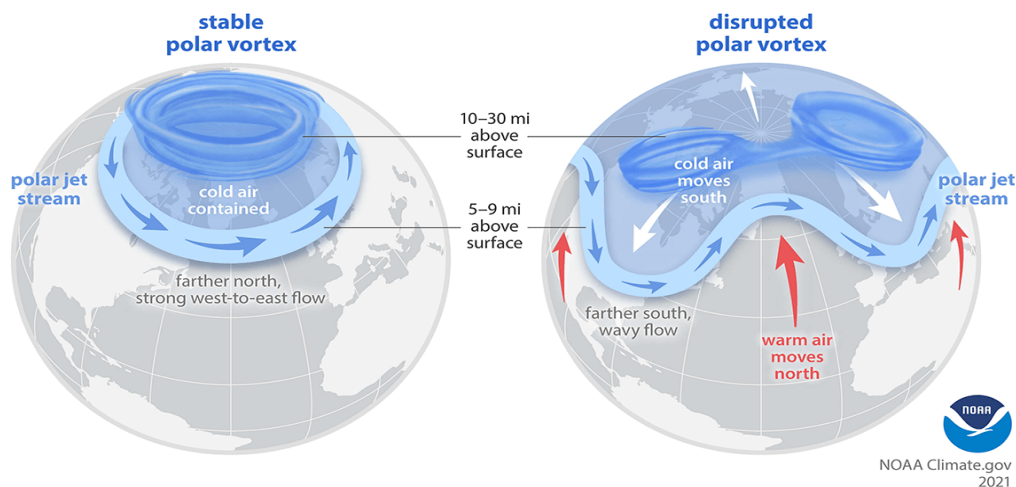 stable
polar vortex
disrupted
polar vortex
10–30 mi
above
surface
polar jet
stream
cold air
contained
5–9 mi
above
surface
farther north,
strong west-to-east flow
cold air
moves
south
polar jet
stream
farther south,
wavy flow
warm air
moves
north
NOAA
NOAA Climate.gov
2021